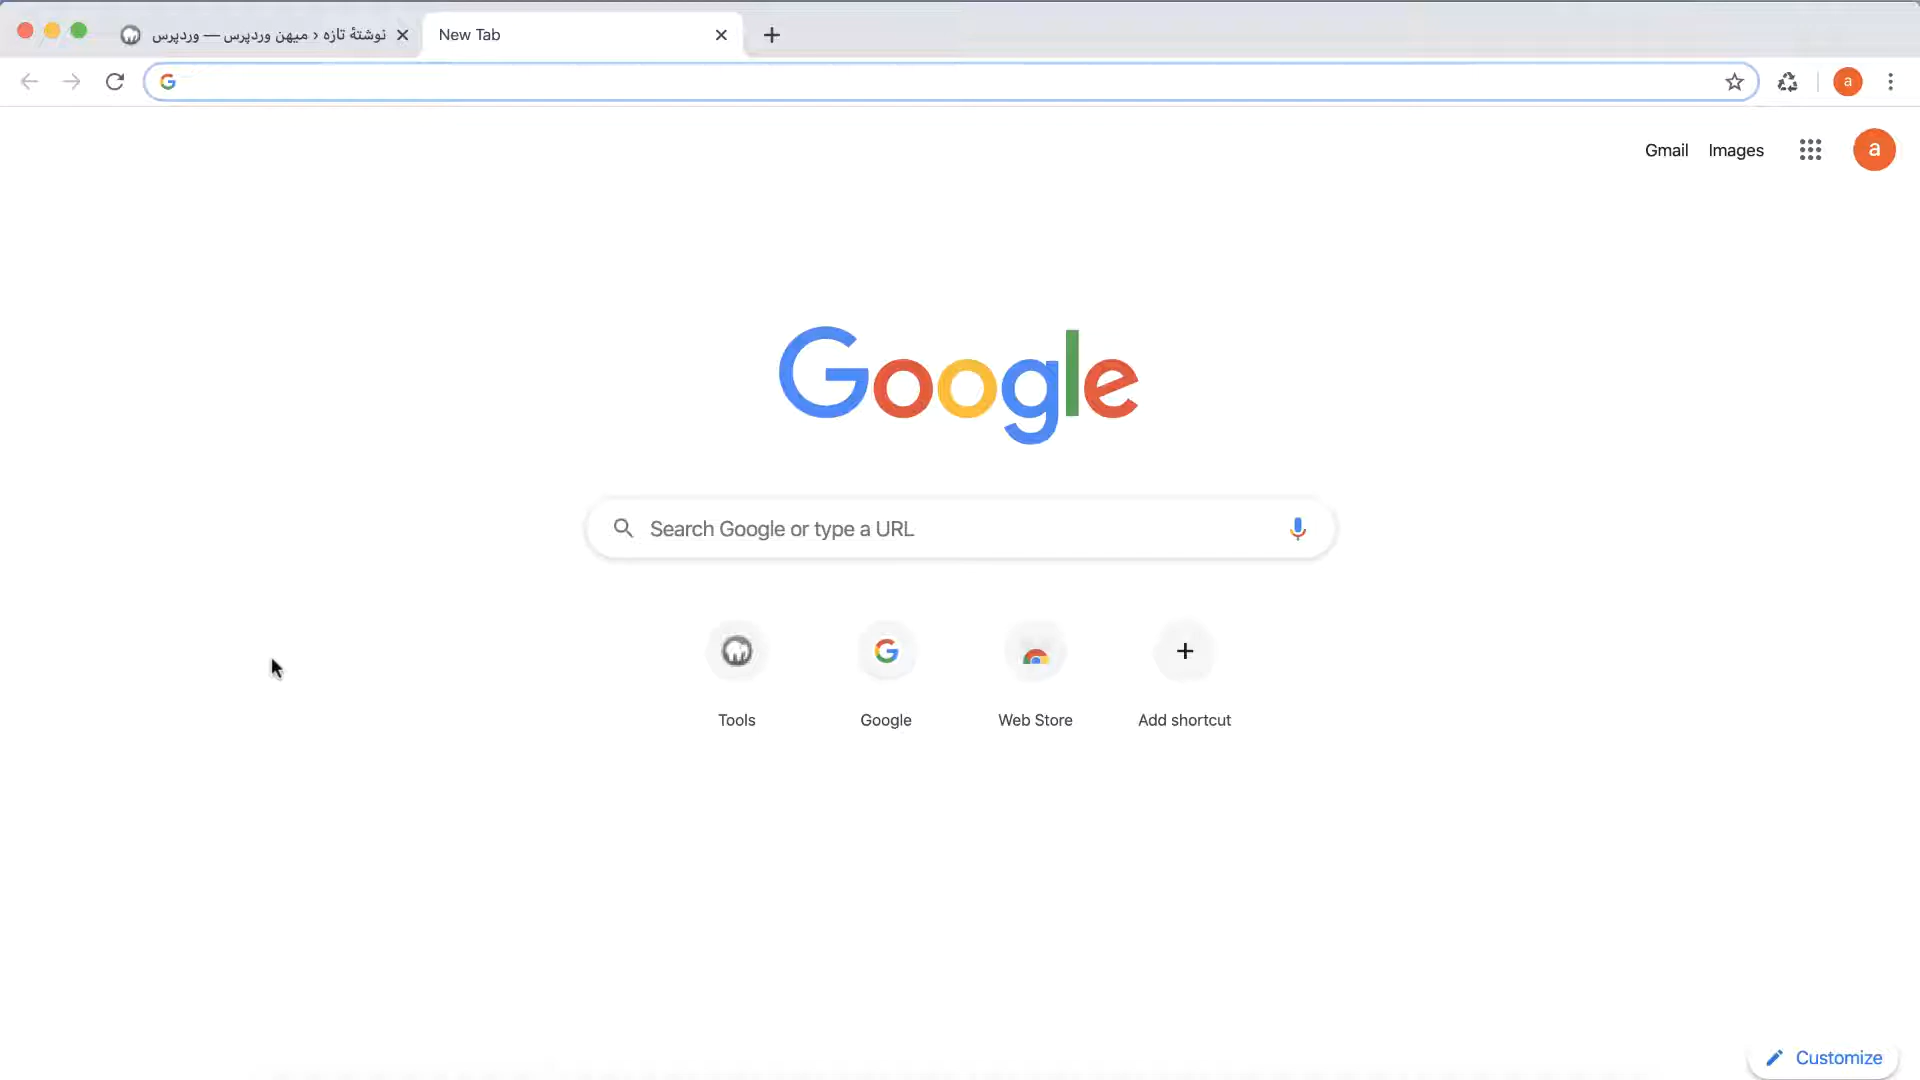 نوشتهٔ تازه ‹ میهن وردپرس — وردپرس
New Tab
a
Gmail Images a
Google
Search Google or type a URL
Tools Google Web Store Add shortcut
Customize